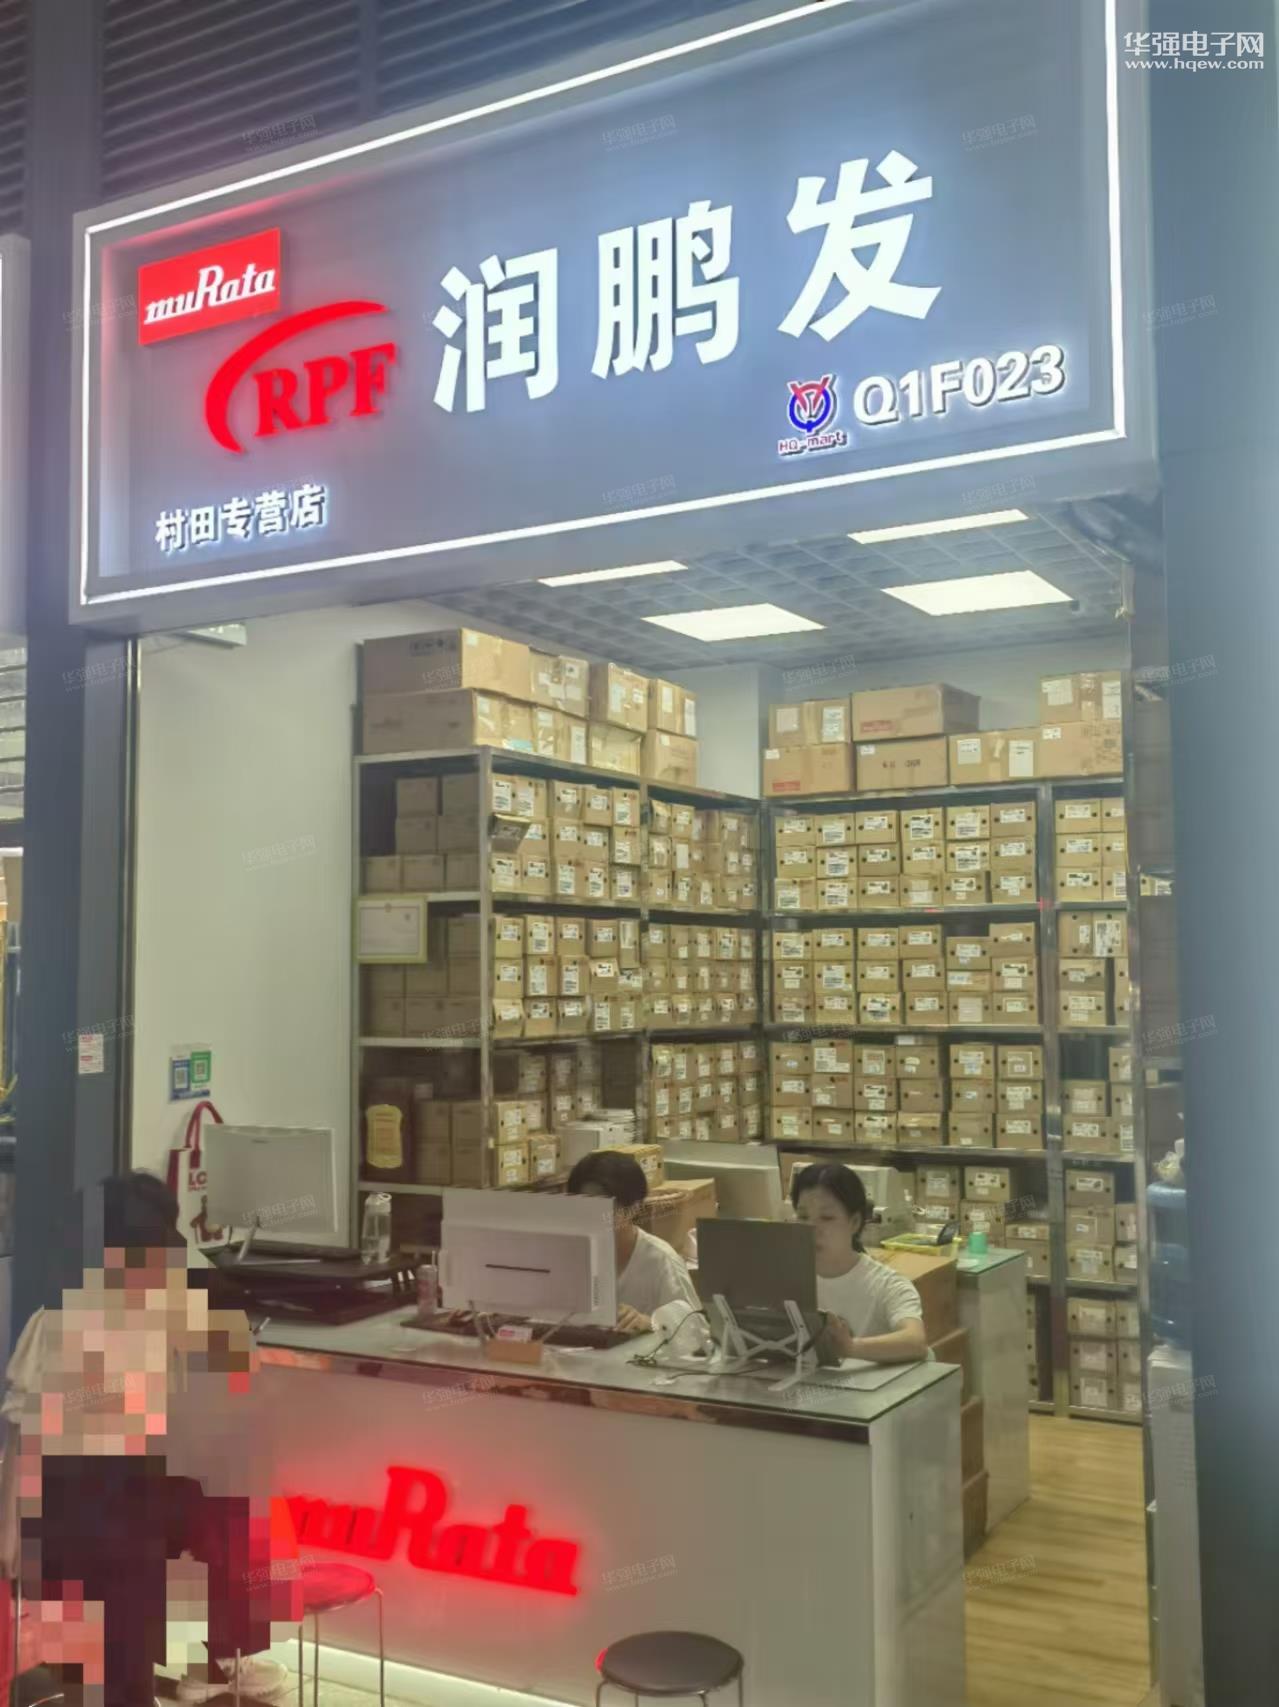 华强电子网
www.hqew.com
muRata
RPF
润鹏发
HQ-mart
Q1F023
村田专营店
muRata